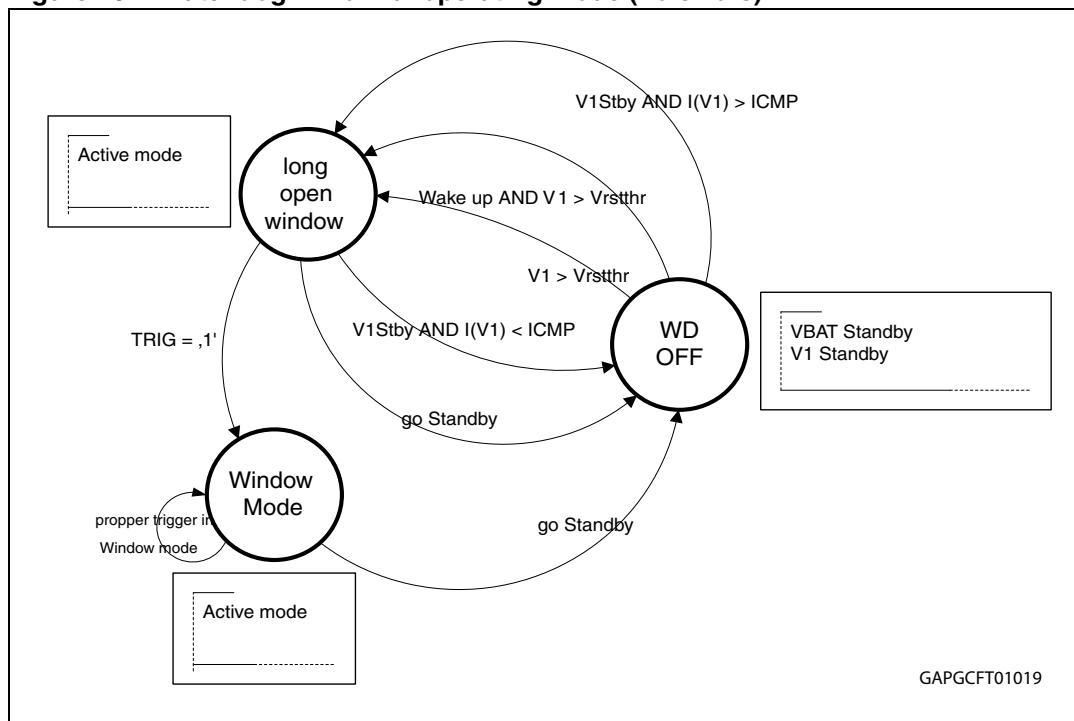 V1Stby AND I(V1) > ICMP
Active mode
long
open
window
Wake up AND V1 > Vrstthr
V1 > Vrstthr
V1Stby AND I(V1) < ICMP
TRIG = ‚1'
WD
OFF
VBAT Standby
V1 Standby
go Standby
Window
Mode
propper trigger in
Window mode
go Standby
Active mode
GAPGCFT01019